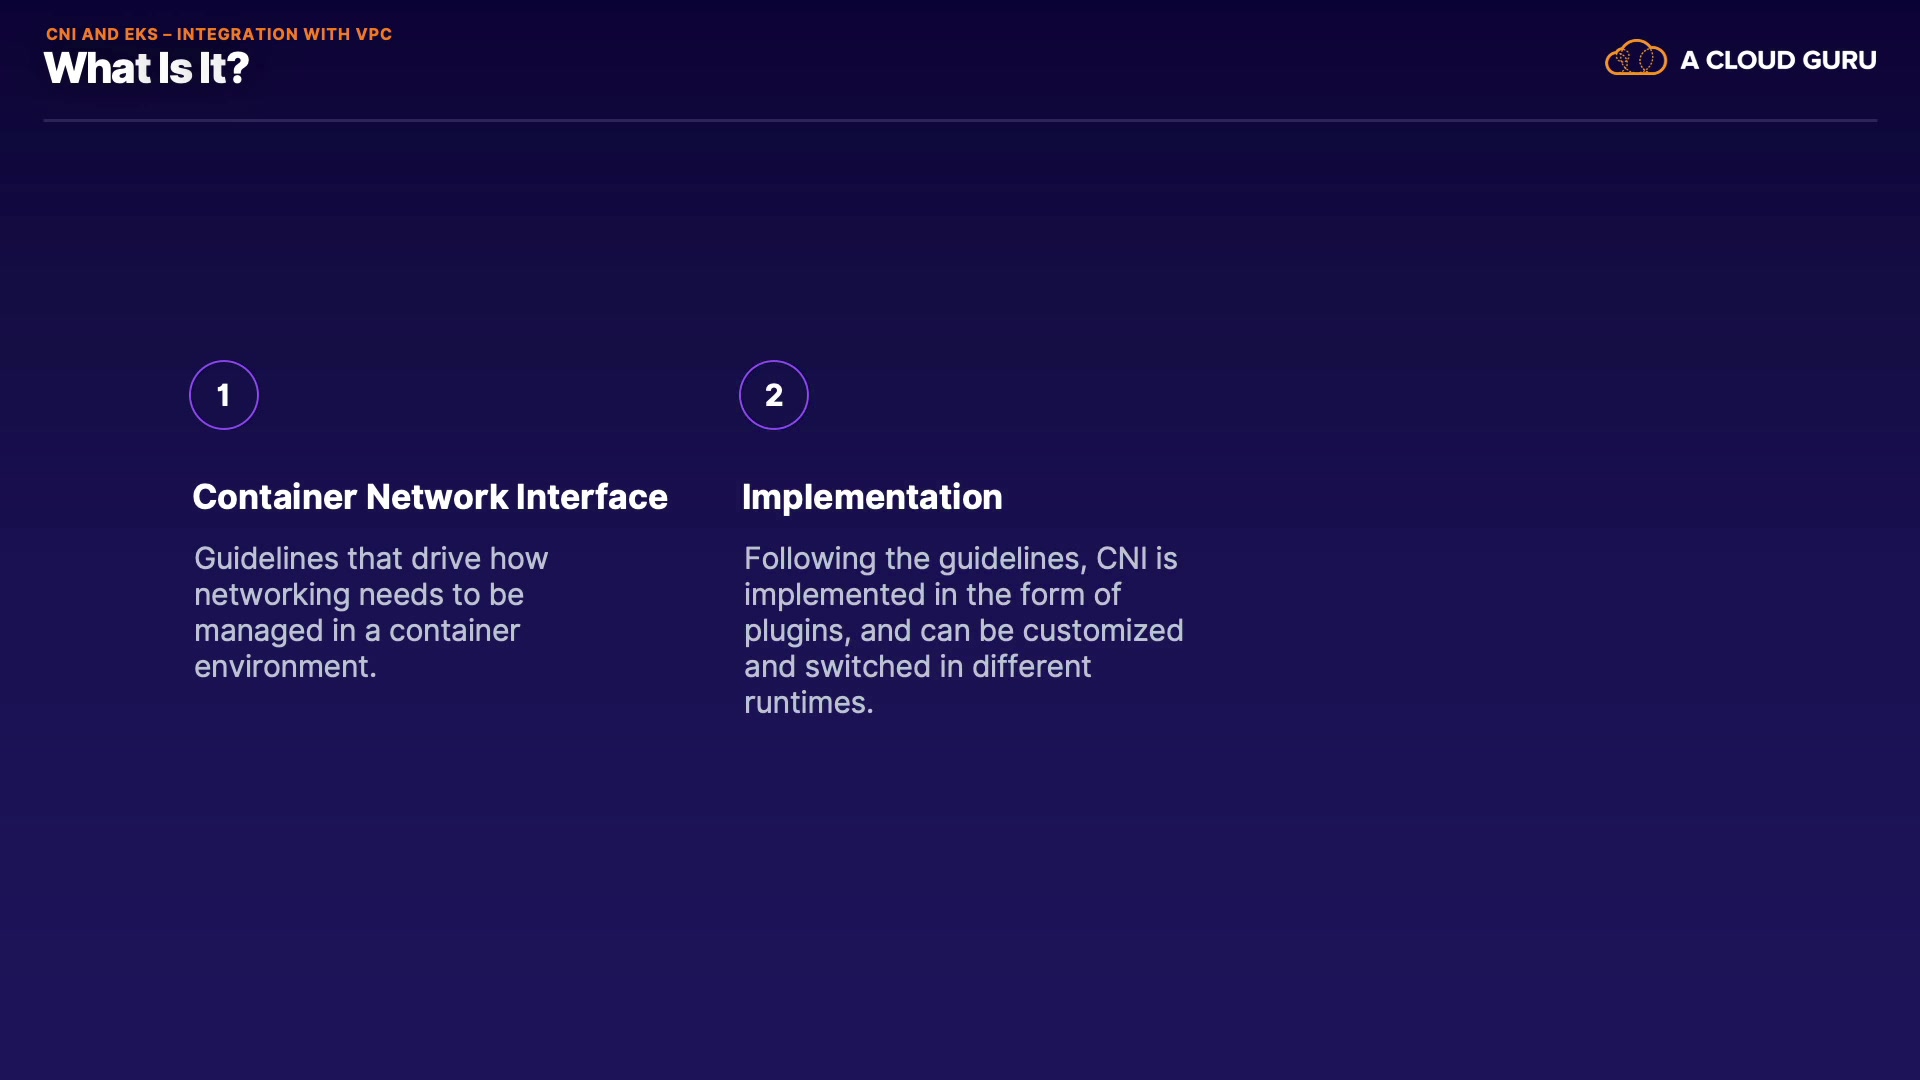 CNI AND EKS – INTEGRATION WITH VPC
What Is It?
A CLOUD GURU
1
Container Network Interface
Guidelines that drive how
networking needs to be
managed in a container
environment.
2
Implementation
Following the guidelines, CNI is
implemented in the form of
plugins, and can be customized
and switched in different
runtimes.